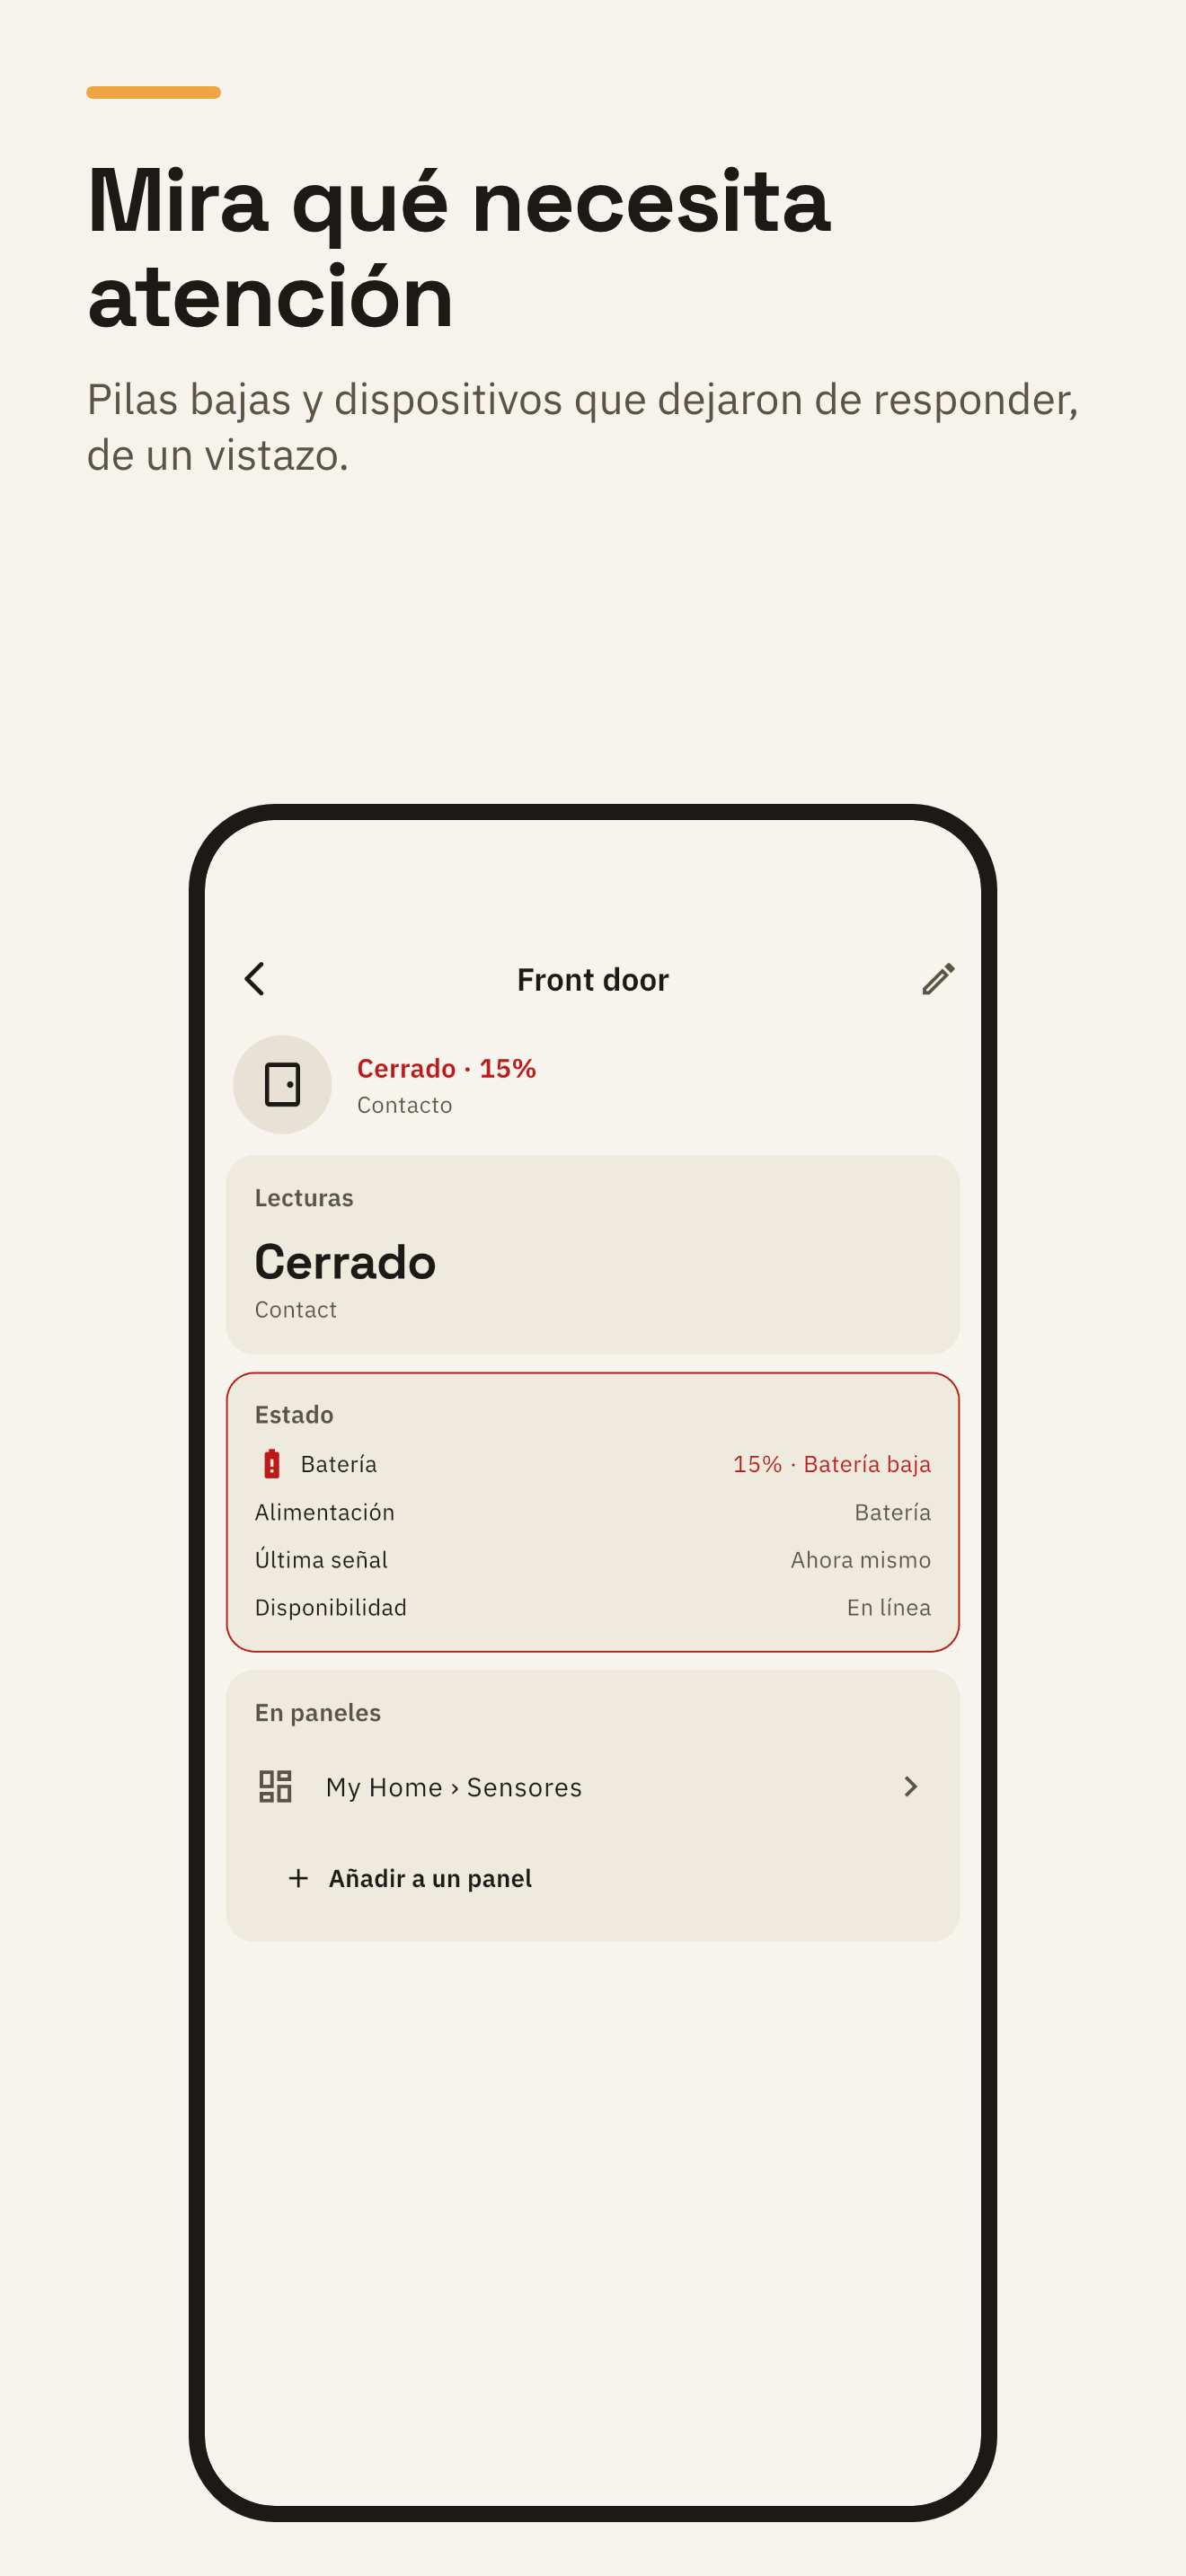 Mira qué necesita
atención
Pilas bajas y dispositivos que dejaron de responder,
de un vistazo.
Front door
Cerrado · 15%
Contacto
Lecturas
Cerrado
Contact
Estado
Batería 15% · Batería baja
Alimentación Batería
Última señal Ahora mismo
Disponibilidad En línea
En paneles
My Home › Sensores
+ Añadir a un panel